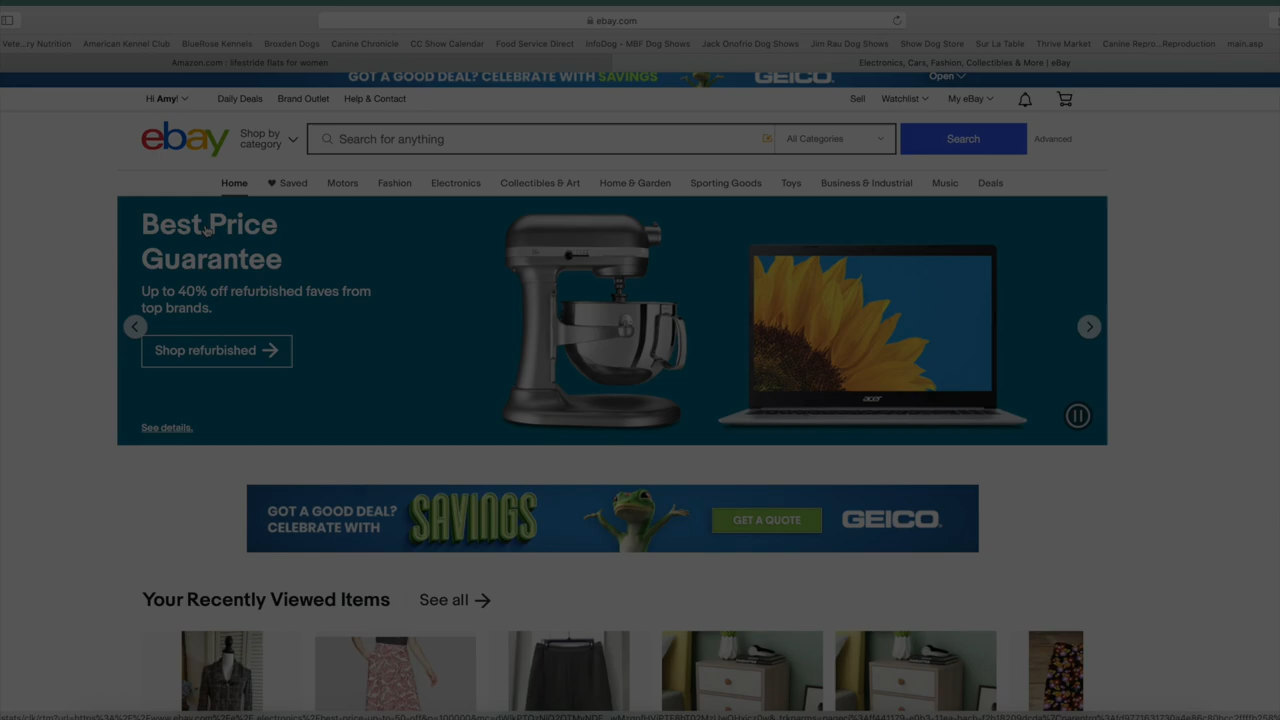 ebay.com
Vete...ry Nutrition American Kennel Club BlueRose Kennels Broxden Dogs Canine Chronicle CC Show Calendar Food Service Direct InfoDog - MBF Dog Shows Jack Onofrio Dog Shows Jim Rau Dog Shows Show Dog Store Sur La Table Thrive Market Canine Repro...Reproduction main.asp
Amazon.com : lifestride flats for women Electronics, Cars, Fashion, Collectibles & More | eBay
GOT A GOOD DEAL? CELEBRATE WITH SAVINGS GEICO. Open
Hi Amy! Daily Deals Brand Outlet Help & Contact Sell Watchlist My eBay
ebay Shop by category Search for anything All Categories Search Advanced
Home Saved Motors Fashion Electronics Collectibles & Art Home & Garden Sporting Goods Toys Business & Industrial Music Deals
Best Price
Guarantee
Up to 40% off refurbished faves from
top brands.
Shop refurbished
acer
See details.
GOT A GOOD DEAL?
CELEBRATE WITH SAVINGS GET A QUOTE GEICO.
Your Recently Viewed Items See all